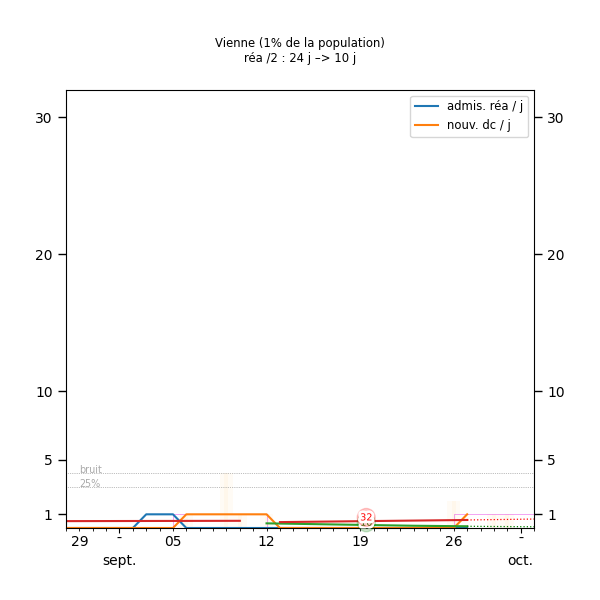 Vienne (1% de la population)
réa /2 : 24 j –> 10 j
admis. réa / j
nouv. dc / j
30 30
20 20
10 10
5 5
bruit
25%
32
1 1
29 - 05 12 19 26 -
sept. oct.